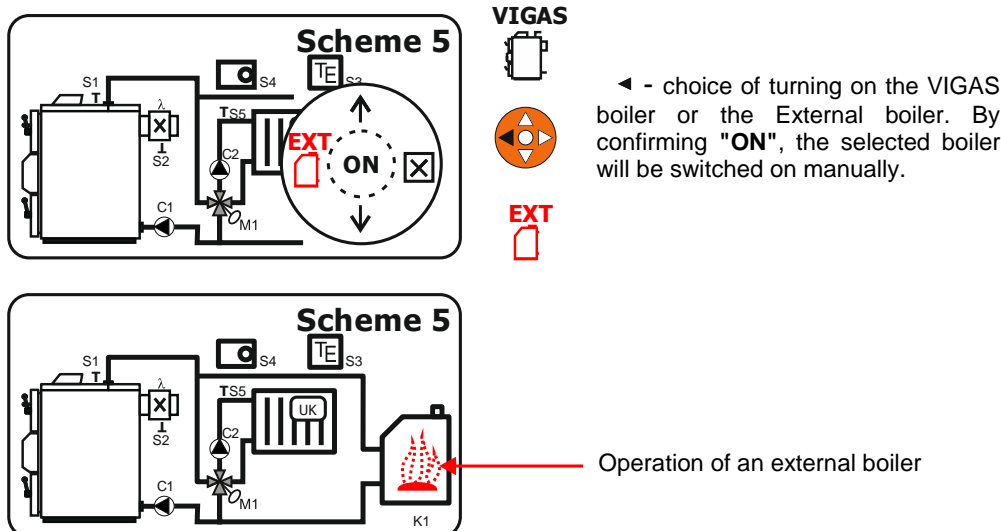 VIGAS
Scheme 5
S1
T
λ
S2
S4
TE
S3
TS5
C2
C1
M1
EXT
ON
◄ - choice of turning on the VIGAS
boiler or the External boiler. By
confirming "ON", the selected boiler
will be switched on manually.
EXT
Scheme 5
S1
T
λ
S2
S4
TE
S3
TS5
UK
C2
C1
M1
K1
Operation of an external boiler